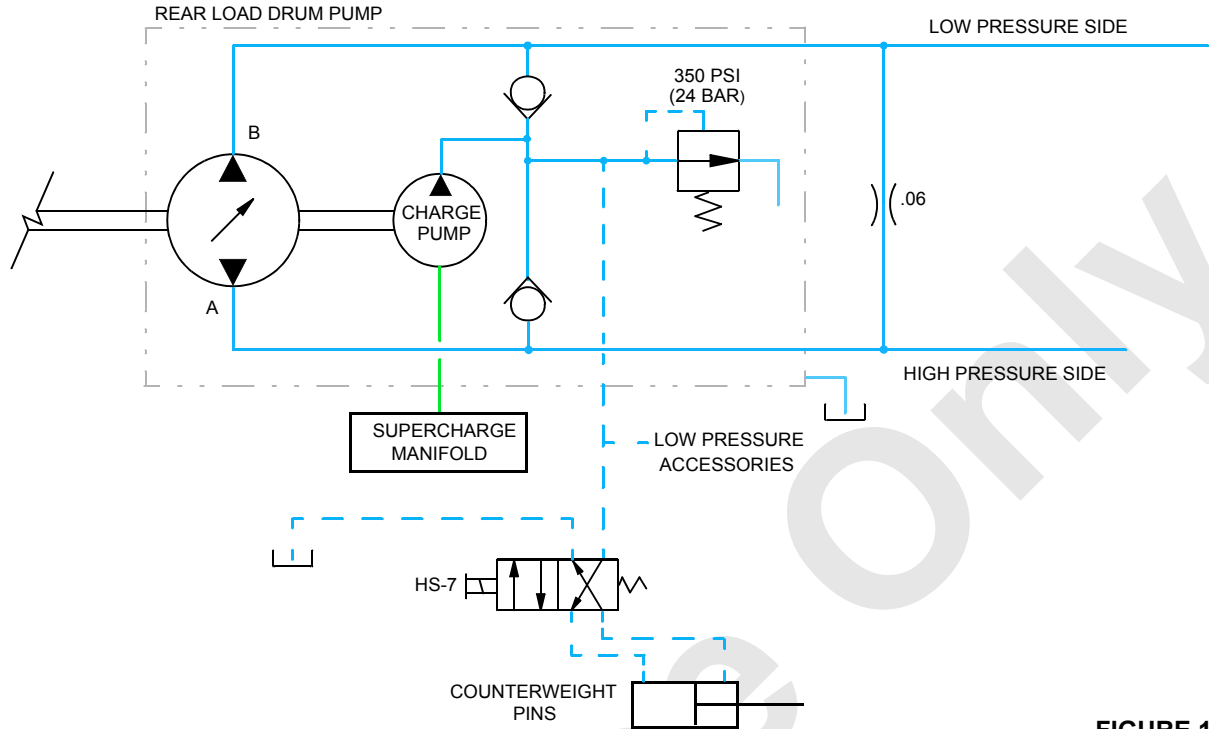 REAR LOAD DRUM PUMP
LOW PRESSURE SIDE
350 PSI
(24 BAR)
B
CHARGE
PUMP
.06
A
HIGH PRESSURE SIDE
SUPERCHARGE
MANIFOLD
LOW PRESSURE
ACCESSORIES
HS-7
COUNTERWEIGHT
PINS
FIGURE 1
Only